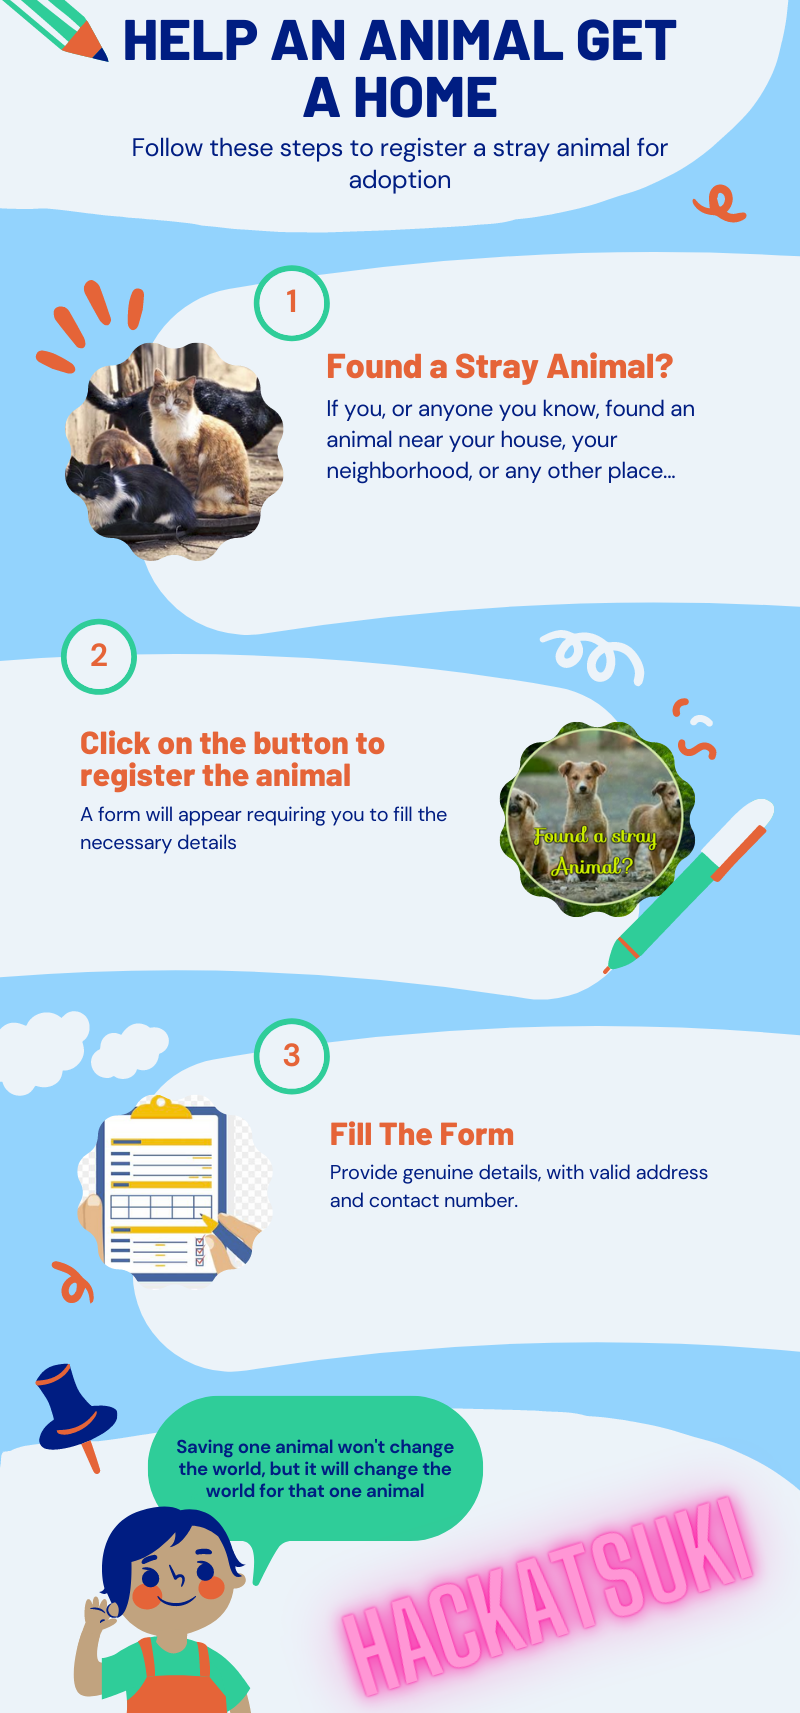 HELP AN ANIMAL GET
A HOME
Follow these steps to register a stray animal for
adoption
1
Found a Stray Animal?
If you, or anyone you know, found an
animal near your house, your
neighborhood, or any other place...
2
Click on the button to
register the animal
A form will appear requiring you to fill the
necessary details
Found a stray
Animal?
3
Fill The Form
Provide genuine details, with valid address
and contact number.
Saving one animal won't change
the world, but it will change the
world for that one animal
HACKATSUKI